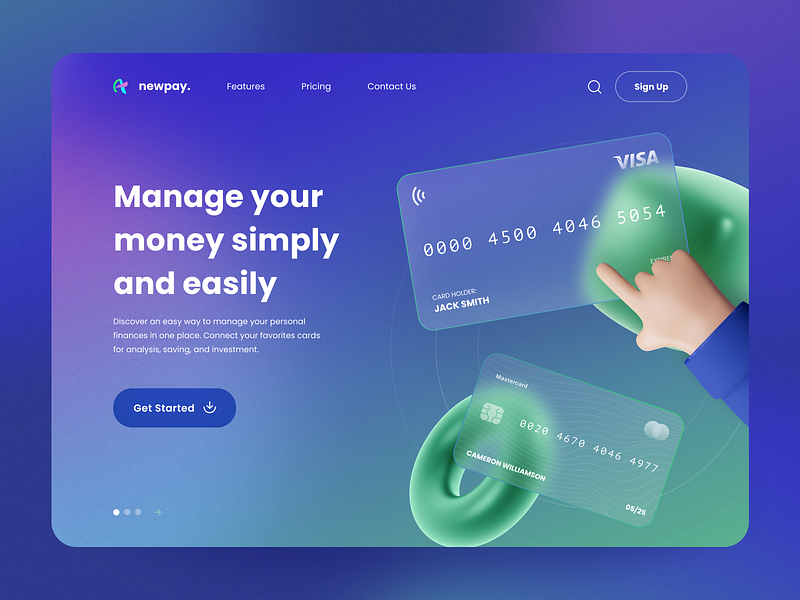 newpay.
Features
Pricing
Contact Us
Sign Up
Manage your
money simply
and easily
Discover an easy way to manage your personal
finances in one place. Connect your favorites cards
for analysis, saving, and investment.
Get Started
VISA
0000 4500 4046 5054
CARD HOLDER:
JACK SMITH
Mastercard
0020 4670 4046 4977
CAMERON WILLIAMSON
05/25